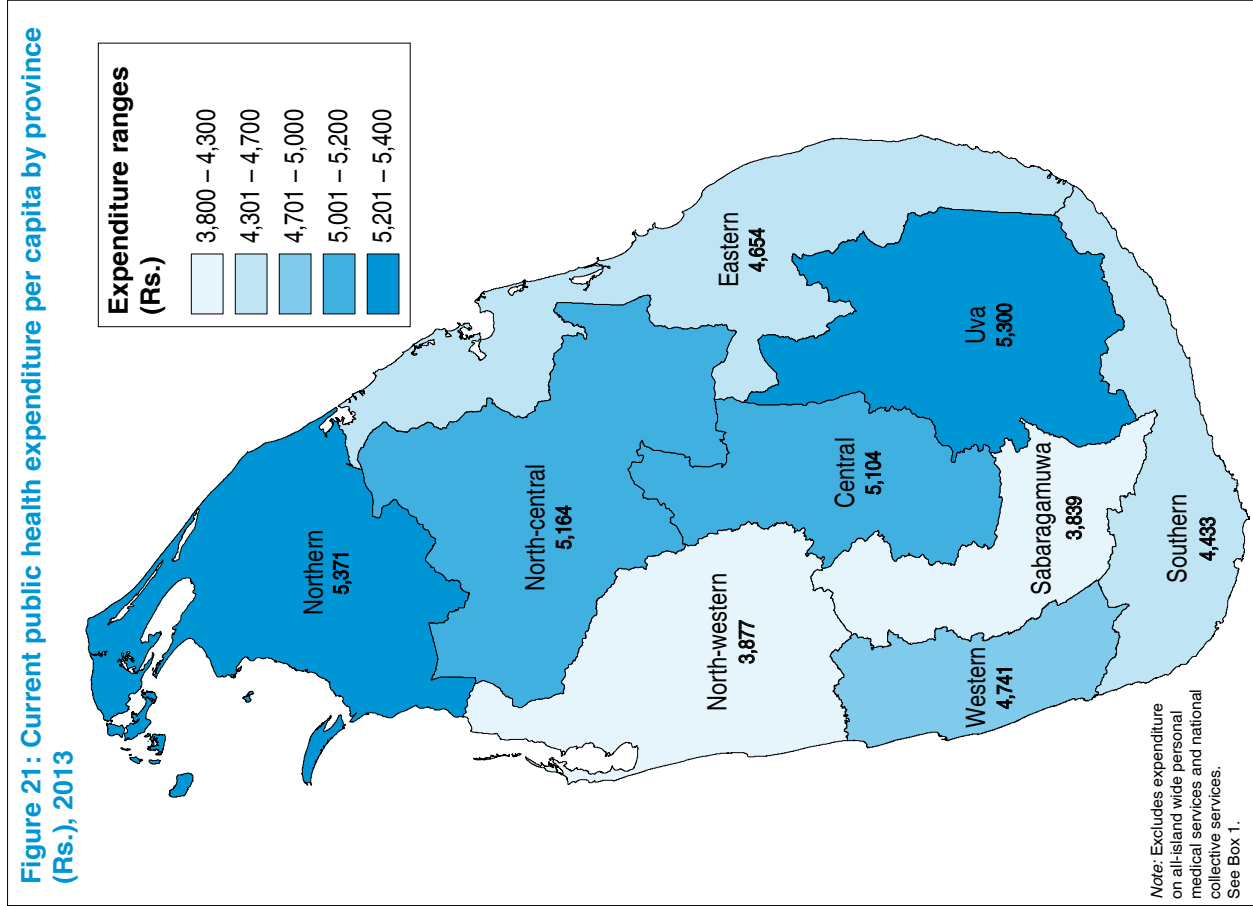 Figure 21: Current public health expenditure per capita by province
(Rs.), 2013
Expenditure ranges
(Rs.)
3,800 – 4,300
4,301 – 4,700
4,701 – 5,000
5,001 – 5,200
5,201 – 5,400
Northern
5,371
North-central
5,164
Eastern
4,654
North-western
3,877
Central
5,104
Uva
5,300
Western
4,741
Sabaragamuwa
3,839
Southern
4,433
Note: Excludes expenditure
on all-island wide personal
medical services and national
collective services.
See Box 1.